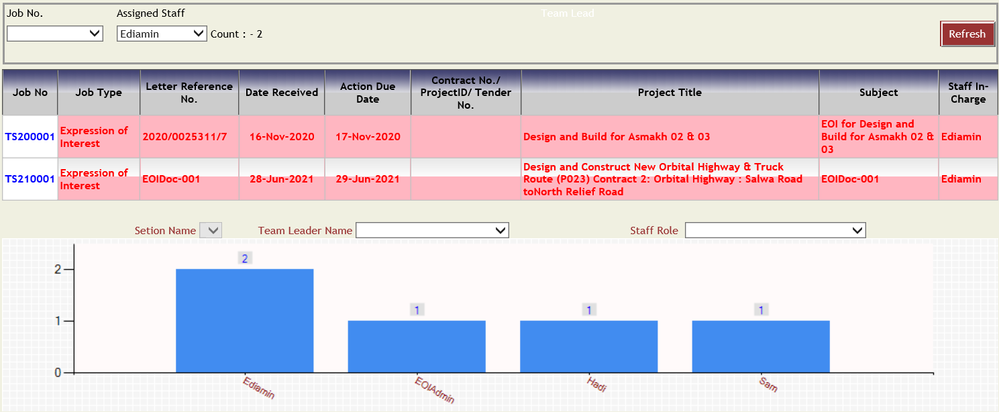 Job No.
Assigned Staff
Team Lead
Ediamin
Count : - 2
Refresh
Job No
Job Type
Letter Reference
No.
Date Received
Action Due
Date
Contract No./
ProjectID/ Tender
No.
Project Title
Subject
Staff In-
Charge
TS200001
Expression of
Interest
2020/0025311/7
16-Nov-2020
17-Nov-2020
Design and Build for Asmakh 02 & 03
EOI for Design and
Build for Asmakh 02 &
03
Ediamin
TS210001
Expression of
Interest
EOIDoc-001
28-Jun-2021
29-Jun-2021
Design and Construct New Orbital Highway & Truck
Route (P023) Contract 2: Orbital Highway : Salwa Road
toNorth Relief Road
EOIDoc-001
Ediamin
Setion Name
Team Leader Name
Staff Role
2
1
0
2
1
1
1
Ediamin
EOIAdmin
Hadi
Sam